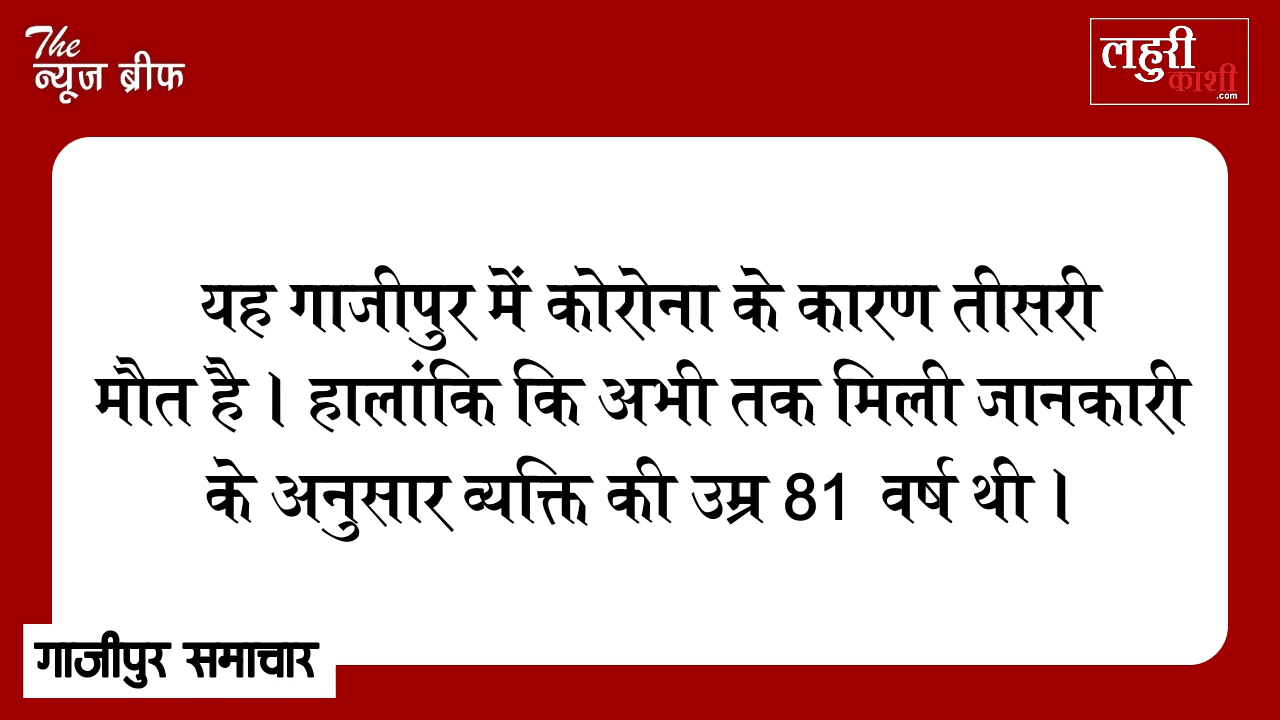 The
न्यूज ब्रीफ
लहुरी
काशी
.com
यह गाजीपुर में कोरोना के कारण तीसरी
मौत है। हालांकि कि अभी तक मिली जानकारी
के अनुसार व्यक्ति की उम्र 81 वर्ष थी।
गाजीपुर समाचार